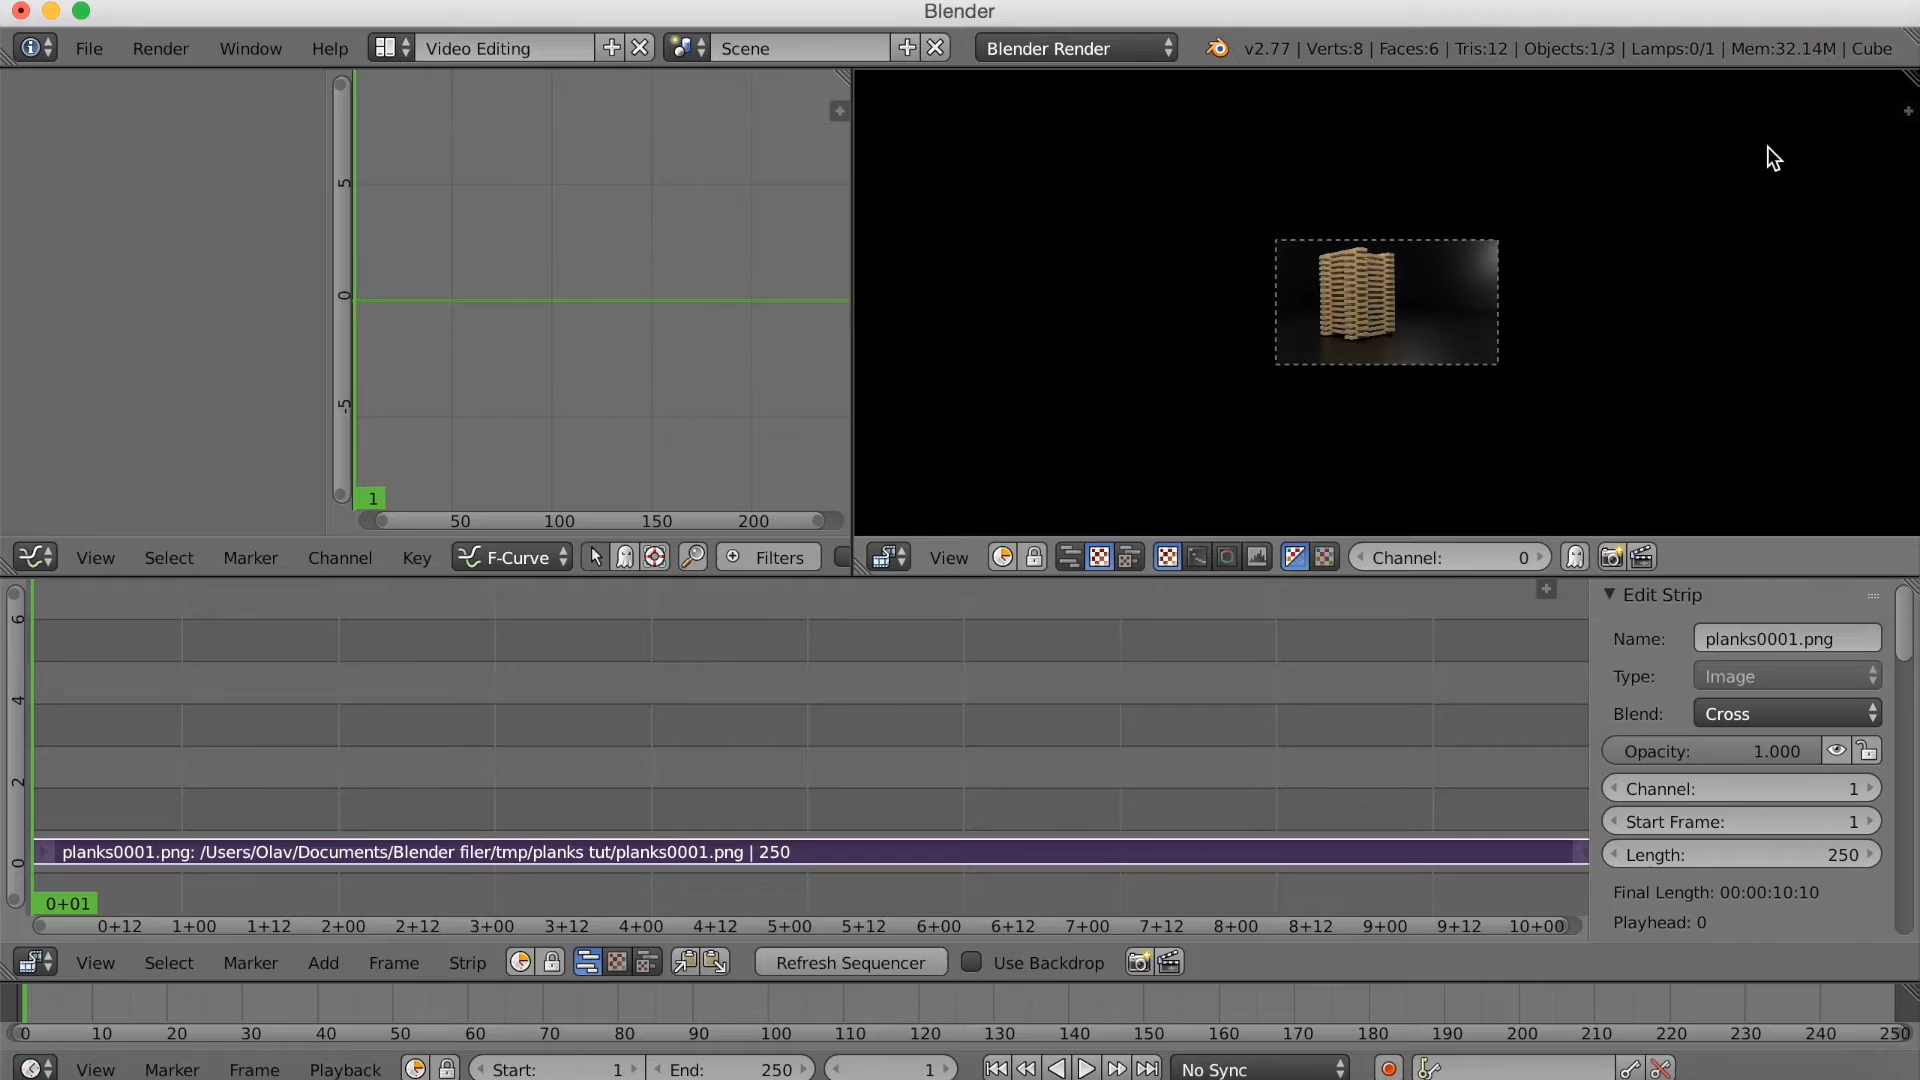 Blender
File Render Window Help Video Editing Scene Blender Render v2.77 | Verts:8 | Faces:6 | Tris:12 | Objects:1/3 | Lamps:0/1 | Mem:32.14M | Cube
5
0
-5
1
50 100 150 200
View Select Marker Channel Key F-Curve Filters
View Channel: 0
6
4
2
0
planks0001.png: /Users/Olav/Documents/Blender filer/tmp/planks tut/planks0001.png | 250
0+01
0+12 1+00 1+12 2+00 2+12 3+00 3+12 4+00 4+12 5+00 5+12 6+00 6+12 7+00 7+12 8+00 8+12 9+00 9+12 10+00
Edit Strip
Name: planks0001.png
Type: Image
Blend: Cross
Opacity: 1.000
Channel: 1
Start Frame: 1
Length: 250
Final Length: 00:00:10:10
Playhead: 0
View Select Marker Add Frame Strip Refresh Sequencer Use Backdrop
0 10 20 30 40 50 60 70 80 90 100 110 120 130 140 150 160 170 180 190 200 210 220 230 240 250
View Marker Frame Playback Start: 1 End: 250 1 No Sync